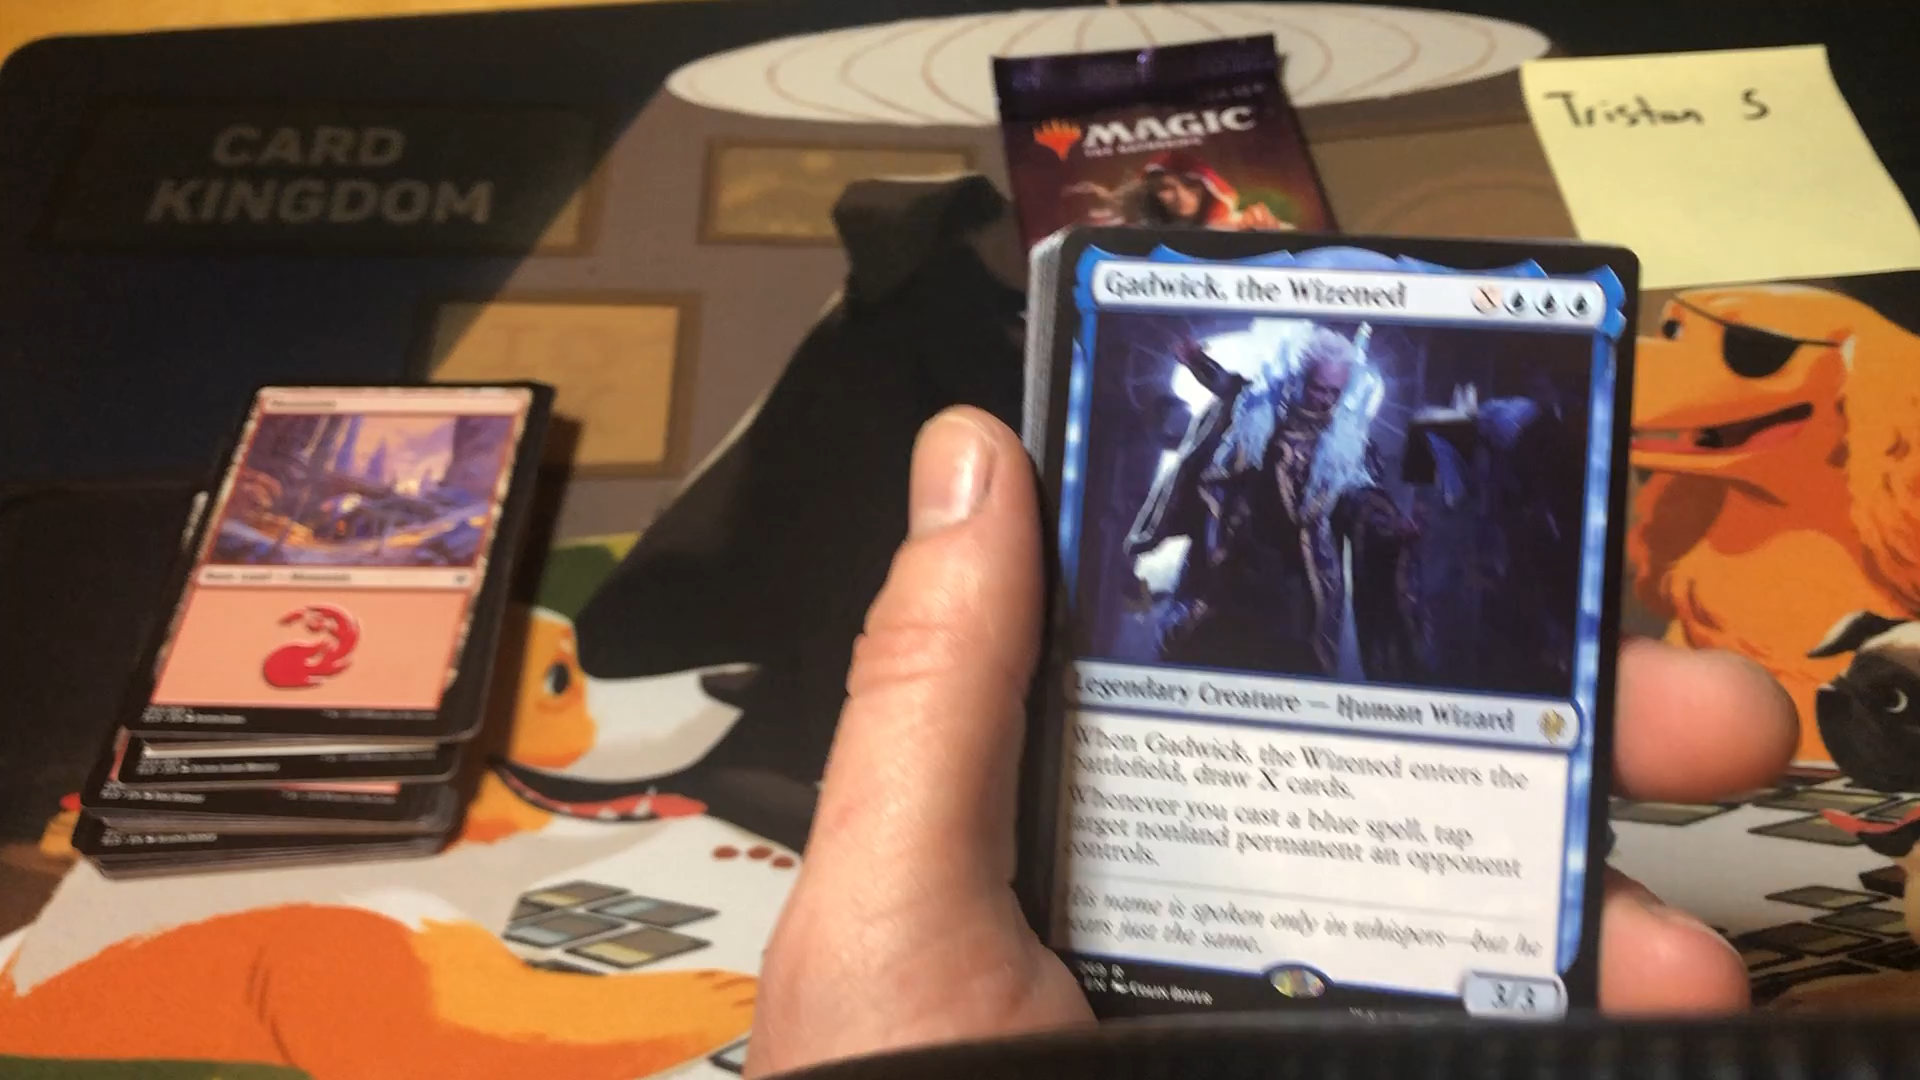 CARD
KINGDOM
MAGIC
THE GATHERING
Tristan S
Gadwick, the Wizened
X
Legendary Creature — Human Wizard
When Gadwick, the Wizened enters the
battlefield, draw X cards.
Whenever you cast a blue spell, tap
target nonland permanent an opponent
controls.
His name is spoken only in whispers—but he
hears just the same.
3/3